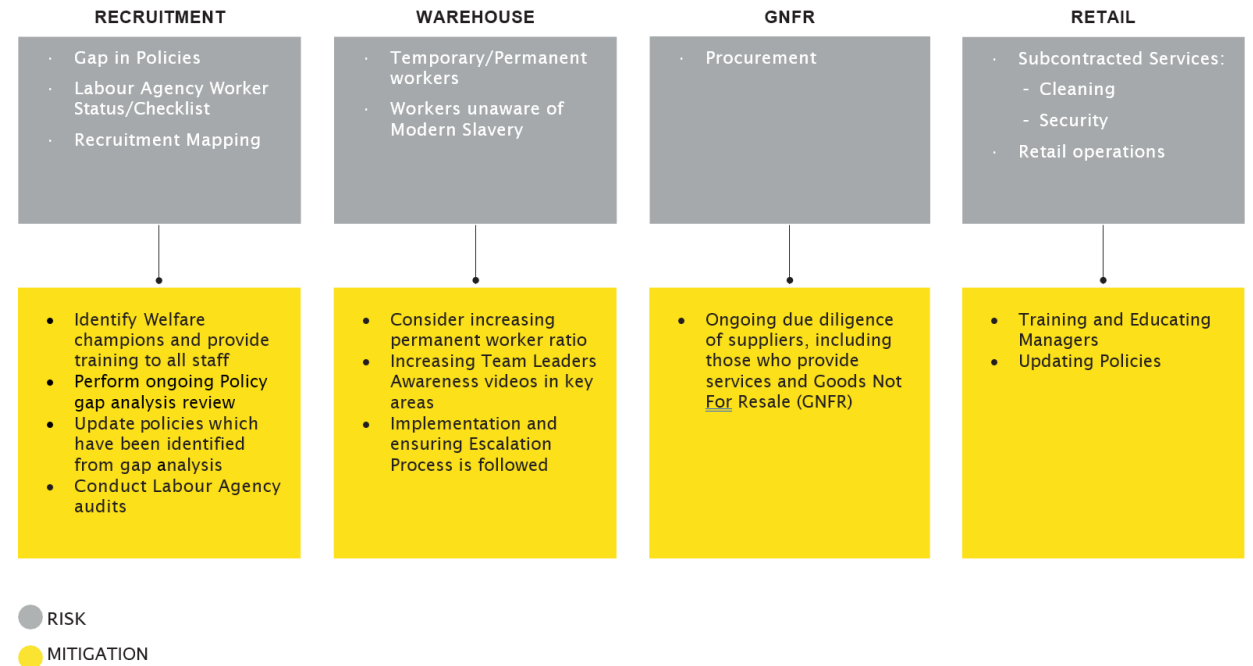 RECRUITMENT
· Gap in Policies
· Labour Agency Worker
Status/Checklist
· Recruitment Mapping
WAREHOUSE
· Temporary/Permanent
workers
· Workers unaware of
Modern Slavery
GNFR
· Procurement
RETAIL
· Subcontracted Services:
- Cleaning
- Security
· Retail operations
• Identify Welfare
champions and provide
training to all staff
• Perform ongoing Policy
gap analysis review
• Update policies which
have been identified
from gap analysis
• Conduct Labour Agency
audits
• Consider increasing
permanent worker ratio
• Increasing Team Leaders
Awareness videos in key
areas
• Implementation and
ensuring Escalation
Process is followed
• Ongoing due diligence
of suppliers, including
those who provide
services and Goods Not
For Resale (GNFR)
• Training and Educating
Managers
• Updating Policies
RISK
MITIGATION